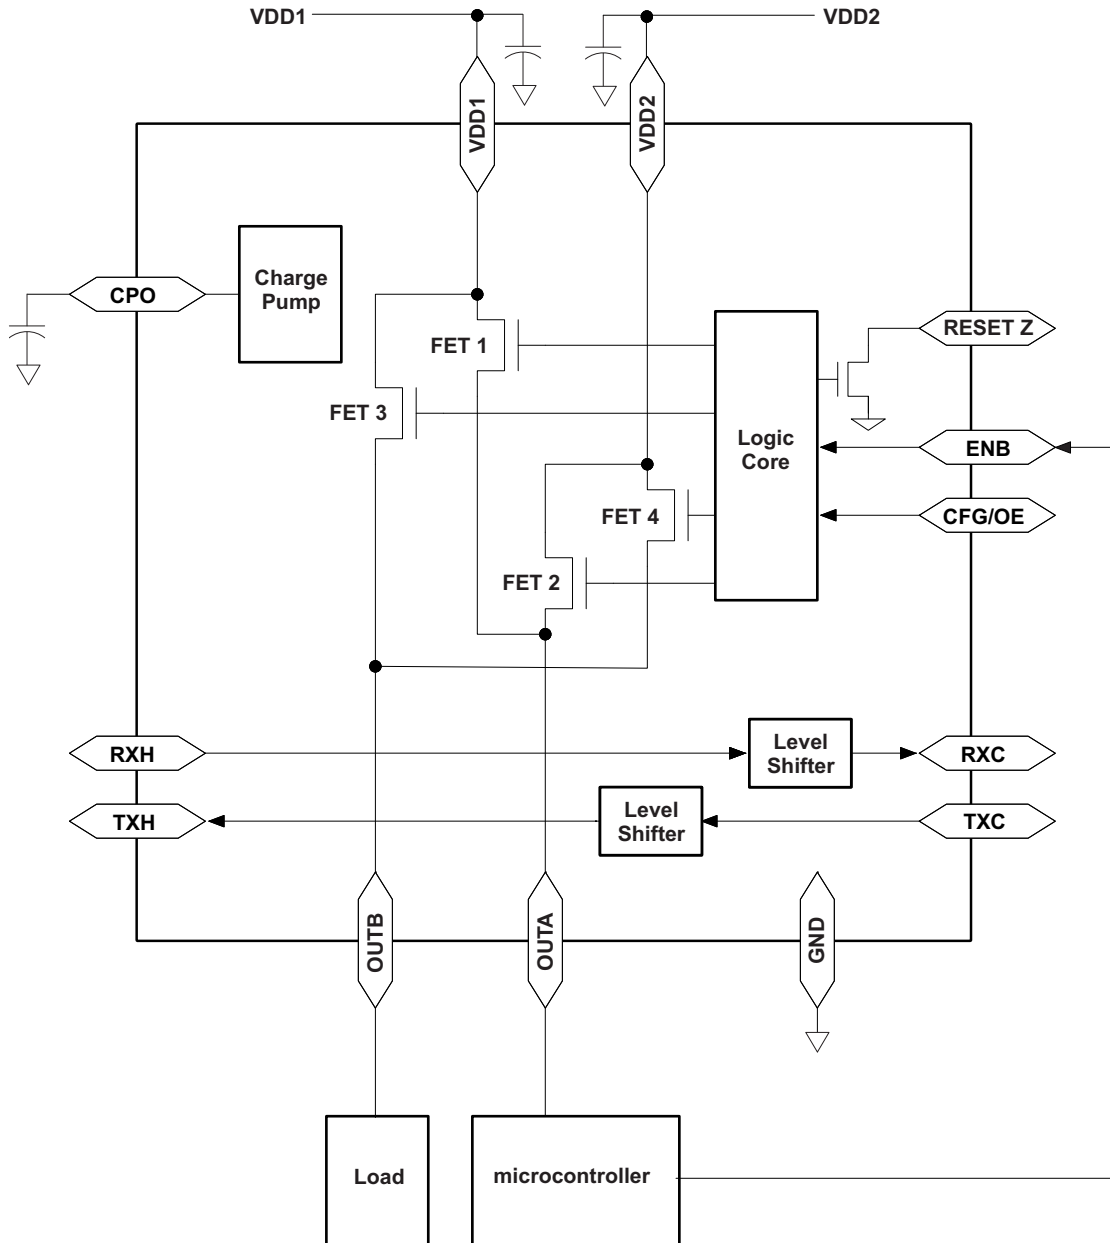 VDD1
VDD2
VDD1
VDD2
Charge
Pump
CPO
RESET Z
FET 1
FET 3
Logic
Core
ENB
FET 4
CFG/OE
FET 2
RXH
Level
Shifter
RXC
TXH
Level
Shifter
TXC
OUTB
OUTA
GND
Load
microcontroller